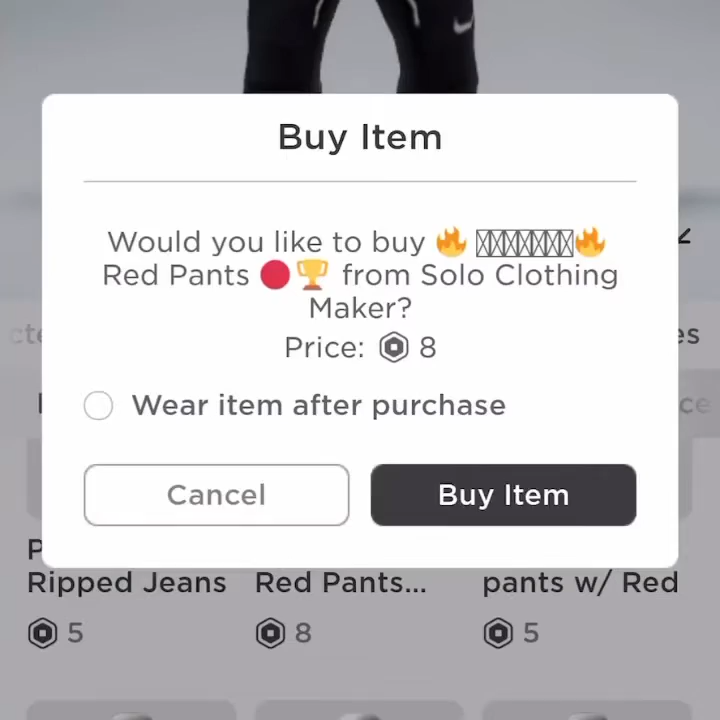 Buy Item
Would you like to buy 🔥 🔥
Red Pants 🔴🏆 from Solo Clothing
Maker?
Price: 8
Wear item after purchase
Cancel
Buy Item
Ripped Jeans
Red Pants...
pants w/ Red
5
8
5